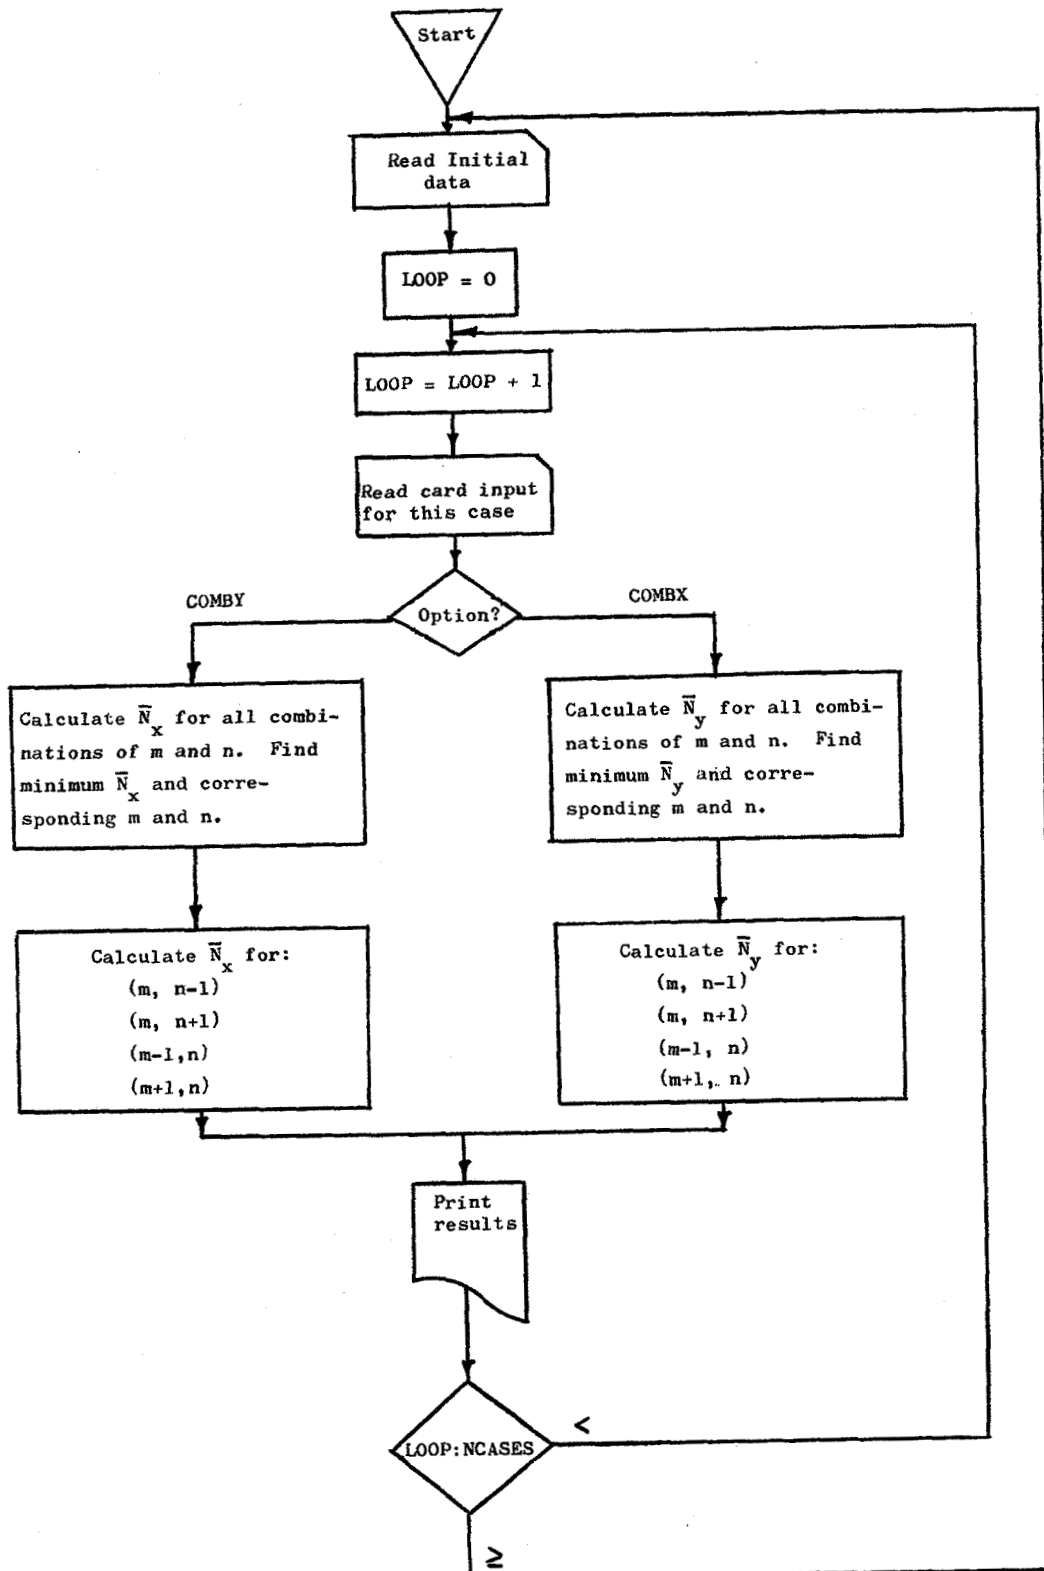 Start
Read Initial
data
LOOP = 0
LOOP = LOOP + 1
Read card input
for this case
Option?
COMBY
COMBX
Calculate N̅x for all combi-
nations of m and n. Find
minimum N̅x and corre-
sponding m and n.
Calculate N̅y for all combi-
nations of m and n. Find
minimum N̅y and corre-
sponding m and n.
Calculate N̅x for:
(m, n-1)
(m, n+1)
(m-1,n)
(m+1,n)
Calculate N̅y for:
(m, n-1)
(m, n+1)
(m-1, n)
(m+1, n)
Print
results
LOOP:NCASES
<
≥